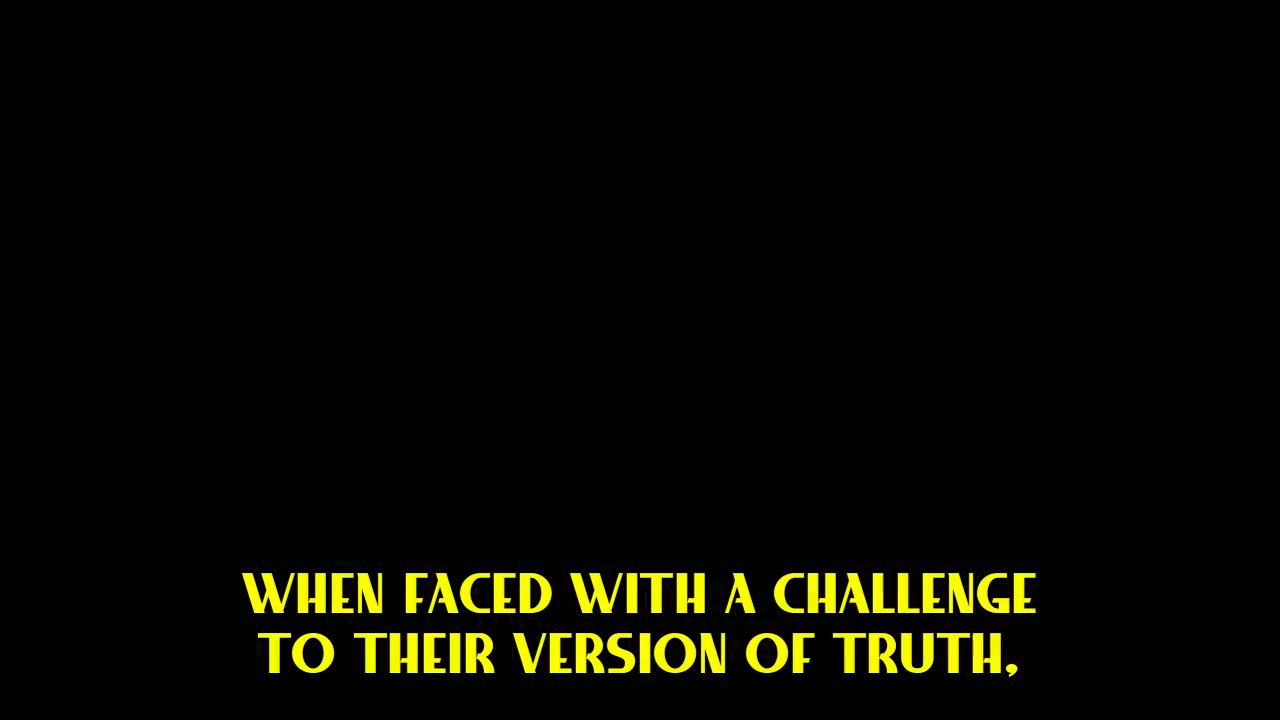 WHEN FACED WITH A CHALLENGE
TO THEIR VERSION OF TRUTH,